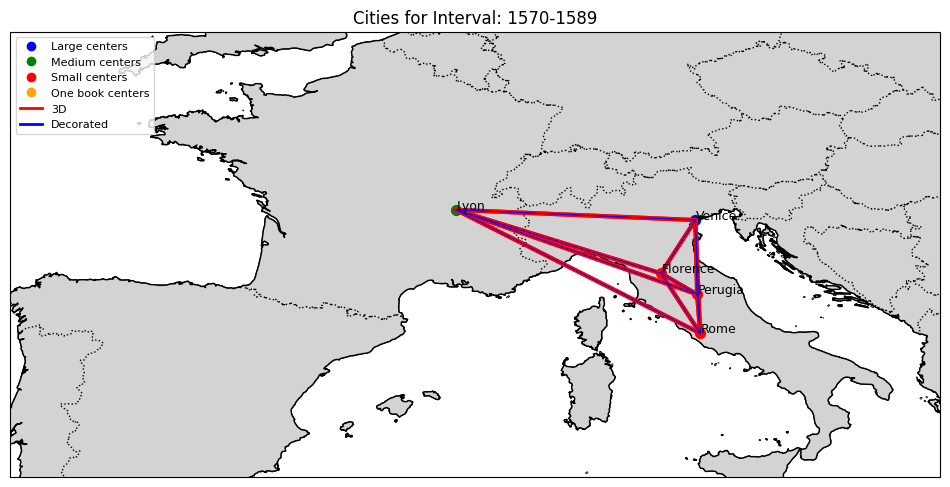 Cities for Interval: 1570-1589
Large centers
Medium centers
Small centers
One book centers
3D
Decorated
Lyon
Venice
Florence
Perugia
Rome